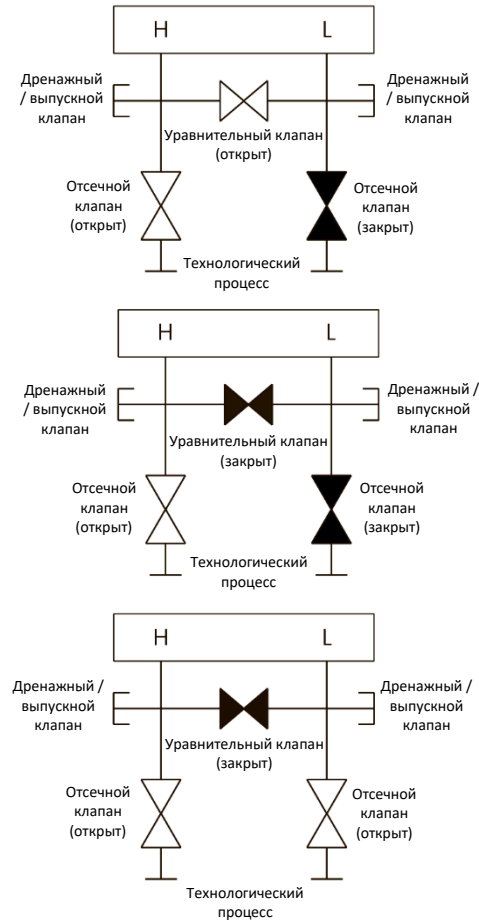 H
L
Дренажный
/ выпускной
клапан
Дренажный
/ выпускной
клапан
Уравнительный клапан
(открыт)
Отсечной
клапан
(открыт)
Отсечной
клапан
(закрыт)
Технологический
процесс
H
L
Дренажный
/ выпускной
клапан
Дренажный /
выпускной
клапан
Уравнительный клапан
(закрыт)
Отсечной
клапан
(открыт)
Отсечной
клапан
(закрыт)
Технологический
процесс
H
L
Дренажный /
выпускной
клапан
Дренажный /
выпускной
клапан
Уравнительный клапан
(закрыт)
Отсечной
клапан
(открыт)
Отсечной
клапан
(открыт)
Технологический
процесс